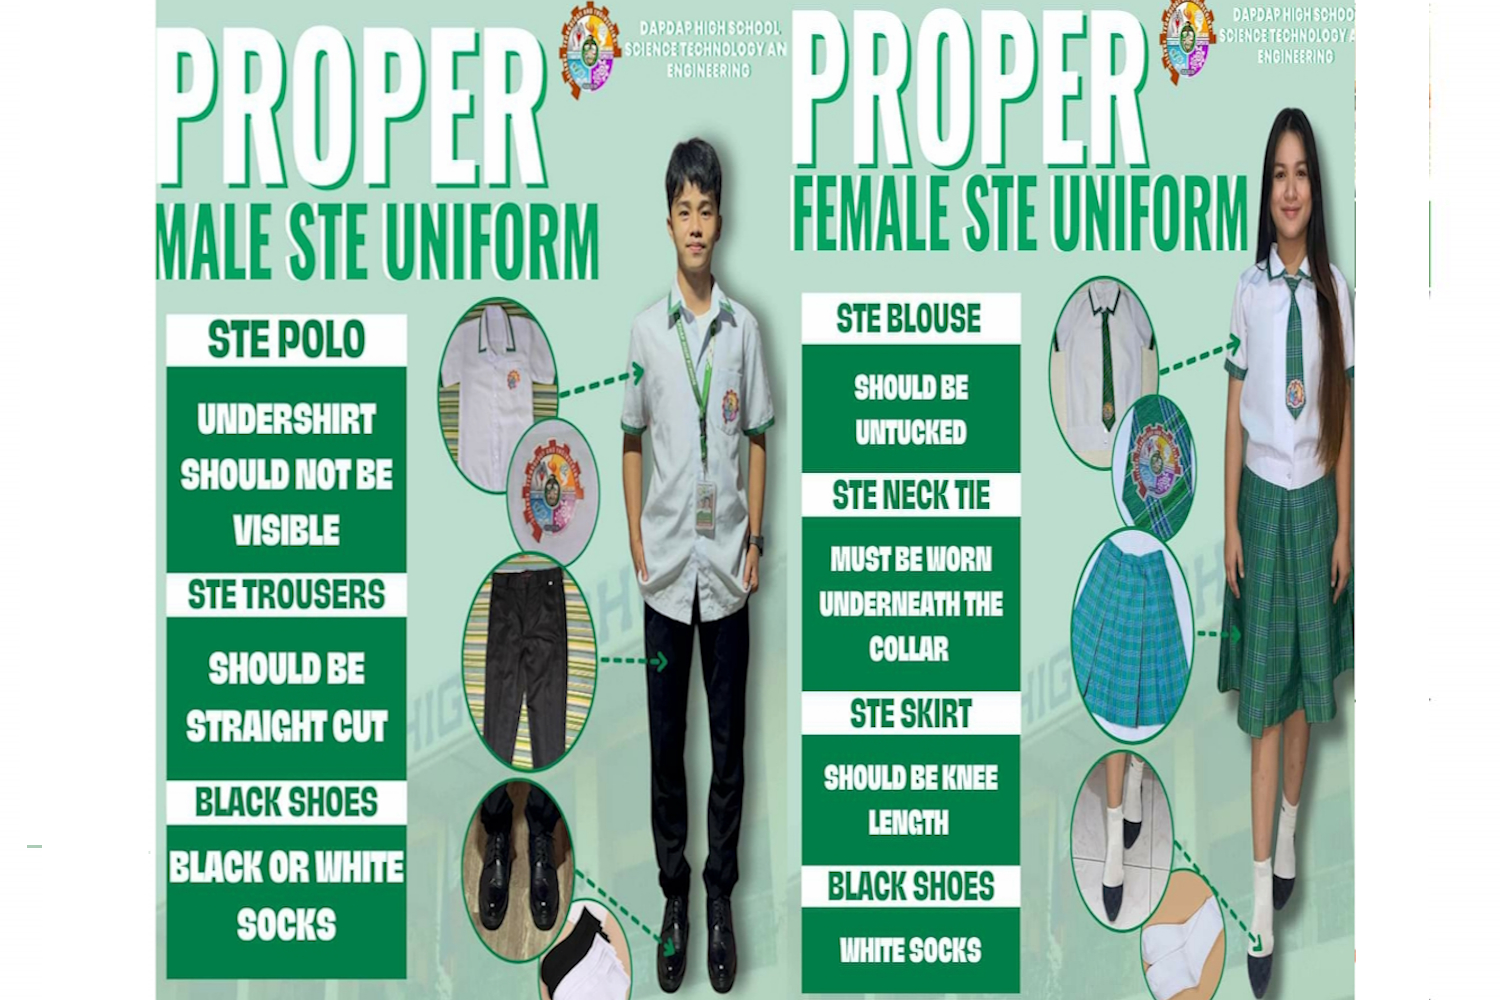 PROPER
MALE STE UNIFORM
DAPDAP HIGH SCHOOL
SCIENCE TECHNOLOGY AN
ENGINEERING
STE POLO
UNDERSHIRT
SHOULD NOT BE
VISIBLE
STE TROUSERS
SHOULD BE
STRAIGHT CUT
BLACK SHOES
BLACK OR WHITE
SOCKS
PROPER
FEMALE STE UNIFORM
DAPDAP HIGH SCHOO
SCIENCE TECHNOLOGY A
ENGINEERING
STE BLOUSE
SHOULD BE
UNTUCKED
STE NECK TIE
MUST BE WORN
UNDERNEATH THE
COLLAR
STE SKIRT
SHOULD BE KNEE
LENGTH
BLACK SHOES
WHITE SOCKS